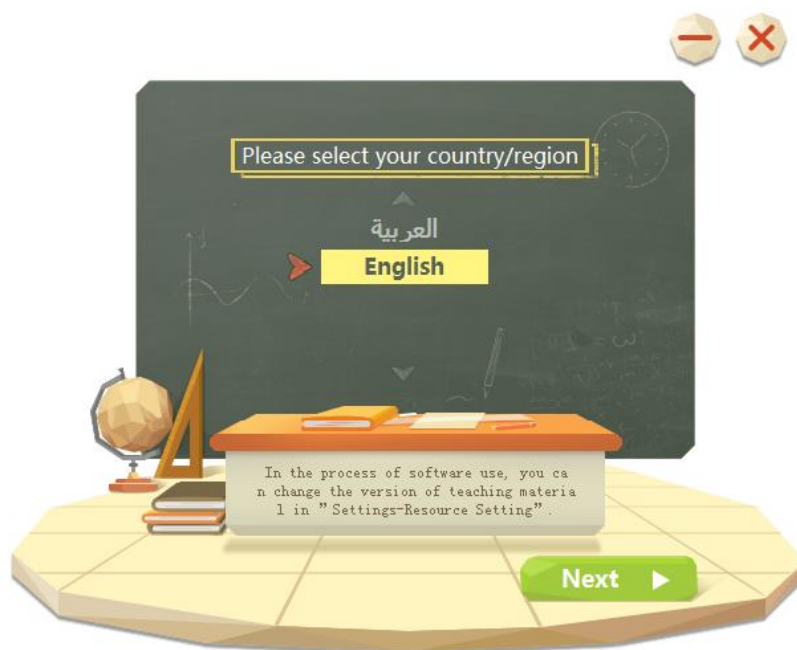 Please select your country/region
العربية
English
In the process of software use, you ca
n change the version of teaching materia
l in ”Settings-Resource Setting”.
Next